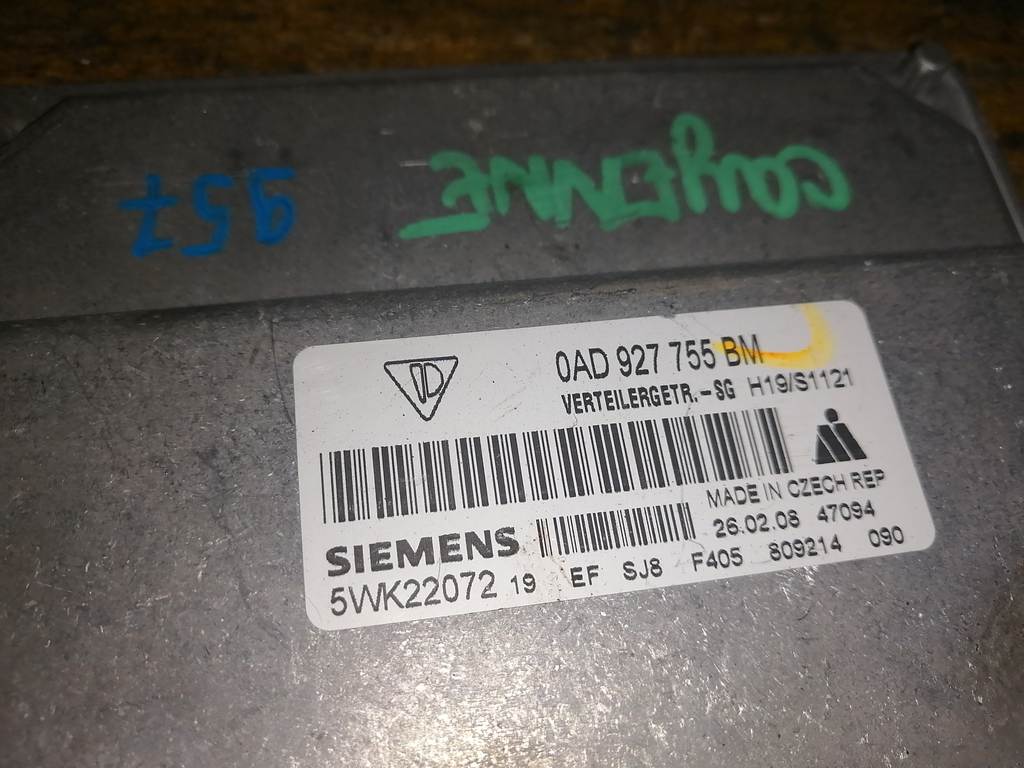 CayENNE 957
0AD 927 755 BM
VERTEILERGETR.-SG H19/S1121
MADE IN CZECH REP
SIEMENS 26.02.08 47094
5WK22072 19 EF SJ8 F405 809214 090